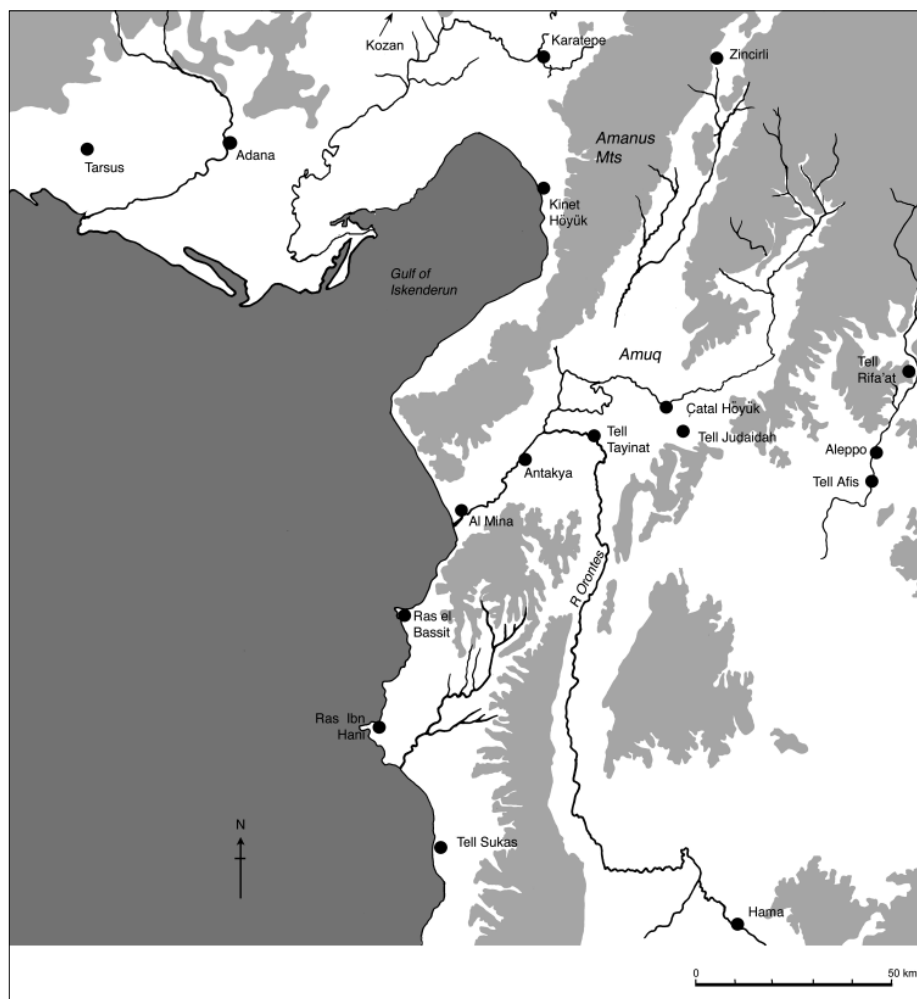 Kozan
Karatepe
Zincirli
Tarsus
Adana
Amanus
Mts
Kinet
Höyük
Gulf of
Iskenderun
Amuq
Tell
Rifa'at
Çatal Höyük
Tell
Tayinat
Tell Judaidah
Aleppo
Antakya
Tell Afis
Al Mina
R Orontes
Ras el
Bassit
Ras Ibn
Hani
N
Tell Sukas
Hama
0
50 km